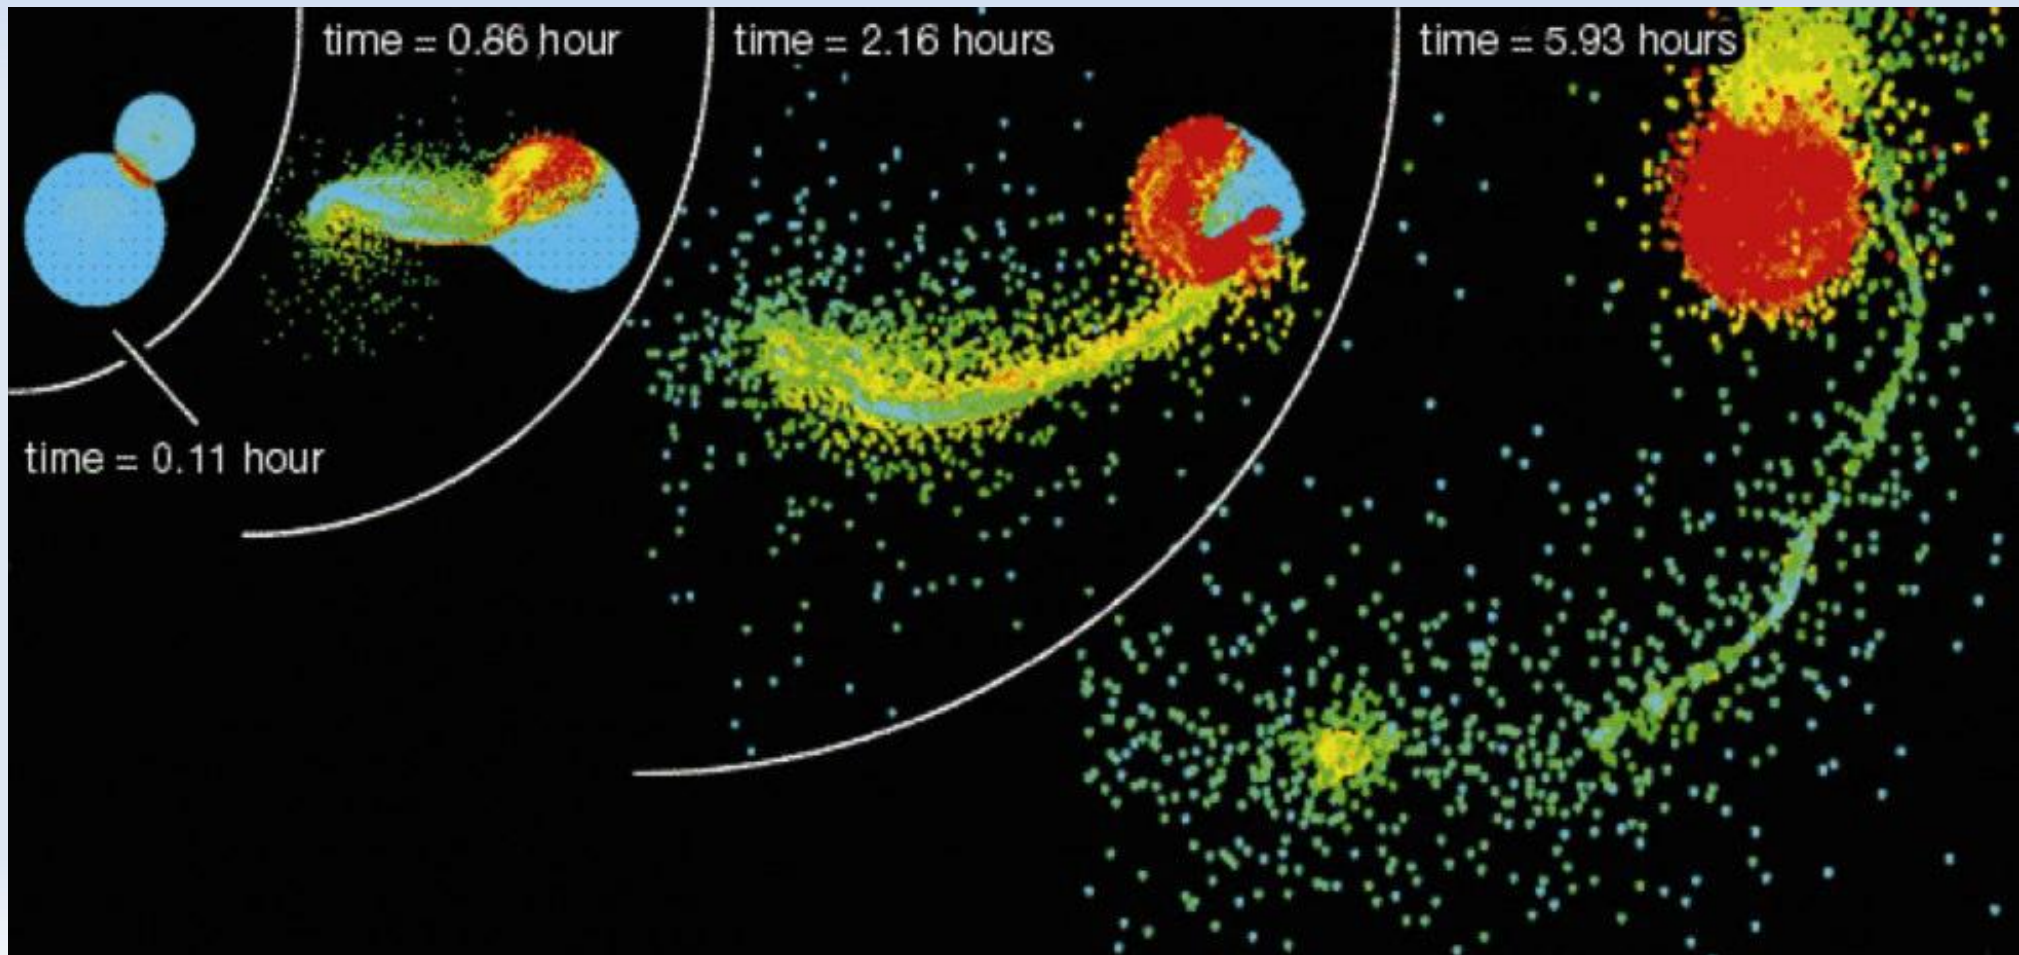 time = 0.11 hour
time = 0.86 hour
time = 2.16 hours
time = 5.93 hours